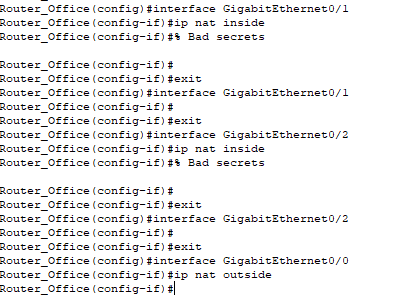 Router_Office(config)#interface GigabitEthernet0/1
Router_Office(config-if)#ip nat inside
Router_Office(config-if)#% Bad secrets
Router_Office(config-if)#
Router_Office(config-if)#exit
Router_Office(config)#interface GigabitEthernet0/1
Router_Office(config-if)#
Router_Office(config-if)#exit
Router_Office(config)#interface GigabitEthernet0/2
Router_Office(config-if)#ip nat inside
Router_Office(config-if)#% Bad secrets
Router_Office(config-if)#
Router_Office(config-if)#exit
Router_Office(config)#interface GigabitEthernet0/2
Router_Office(config-if)#
Router_Office(config-if)#exit
Router_Office(config)#interface GigabitEthernet0/0
Router_Office(config-if)#ip nat outside
Router_Office(config-if)#